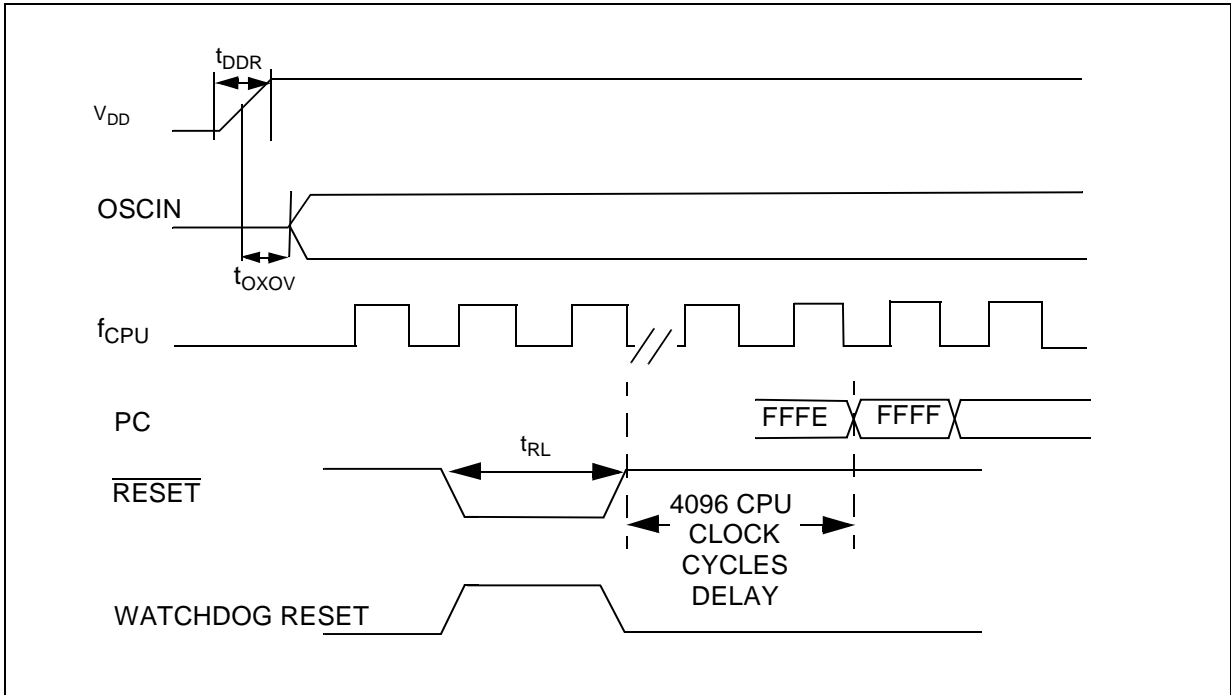 tDDR
VDD
OSCIN
tOXOV
fCPU
PC
FFFE
FFFF
tRL
RESET
4096 CPU
CLOCK
CYCLES
DELAY
WATCHDOG RESET